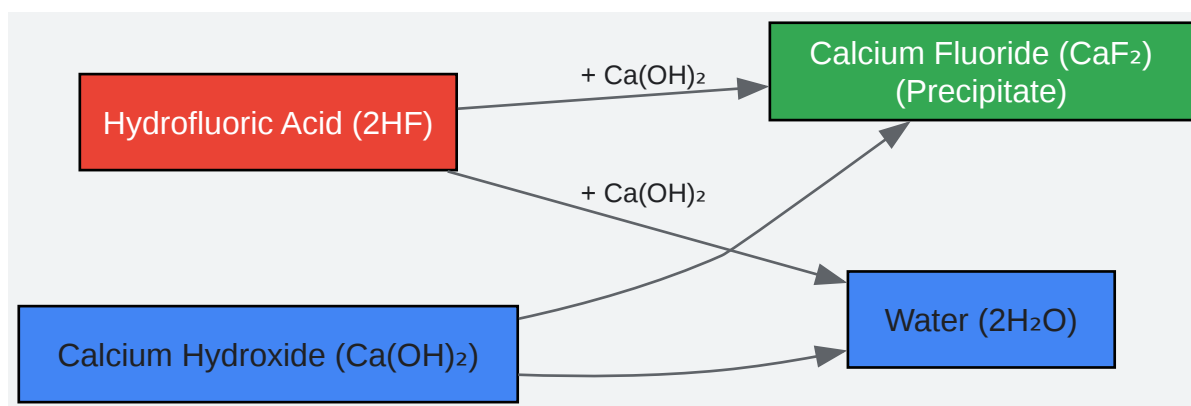 Hydrofluoric Acid (2HF)
+ Ca(OH)₂
Calcium Fluoride (CaF₂)
(Precipitate)
+ Ca(OH)₂
Calcium Hydroxide (Ca(OH)₂)
Water (2H₂O)